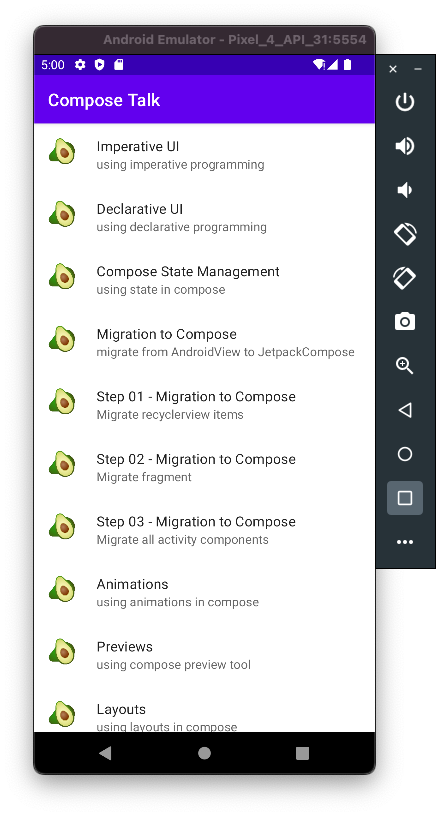 Android Emulator - Pixel_4_API_31:5554
5:00
Compose Talk
Imperative UI
using imperative programming
Declarative UI
using declarative programming
Compose State Management
using state in compose
Migration to Compose
migrate from AndroidView to JetpackCompose
Step 01 - Migration to Compose
Migrate recyclerview items
Step 02 - Migration to Compose
Migrate fragment
Step 03 - Migration to Compose
Migrate all activity components
Animations
using animations in compose
Previews
using compose preview tool
Layouts
using layouts in compose